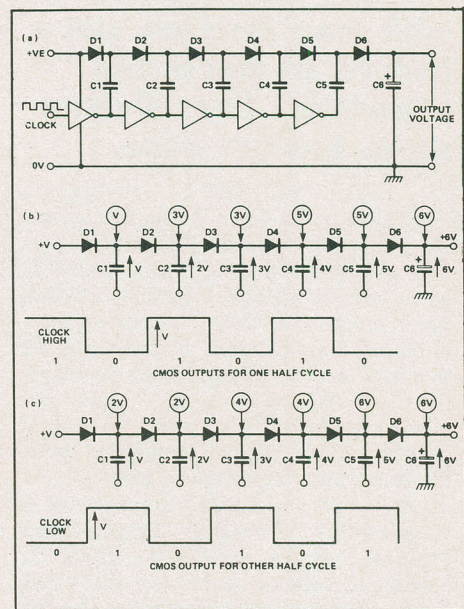 (a)
D1 D2 D3 D4 D5 D6
+VE
C1 C2 C3 C4 C5 C6
+
CLOCK
OUTPUT
VOLTAGE
0V
(b)
V 3V 3V 5V 5V 6V
D1 D2 D3 D4 D5 D6
+V +6V
C1 V C2 2V C3 3V C4 4V C5 5V + C6 6V
CLOCK
HIGH
V
1 0 1 0 1 0
CMOS OUTPUTS FOR ONE HALF CYCLE
(c)
2V 2V 4V 4V 6V 6V
D1 D2 D3 D4 D5 D6
+V +6V
C1 V C2 2V C3 3V C4 4V C5 5V + C6 6V
CLOCK
LOW
V
0 1 0 1 0 1
CMOS OUTPUT FOR OTHER HALF CYCLE